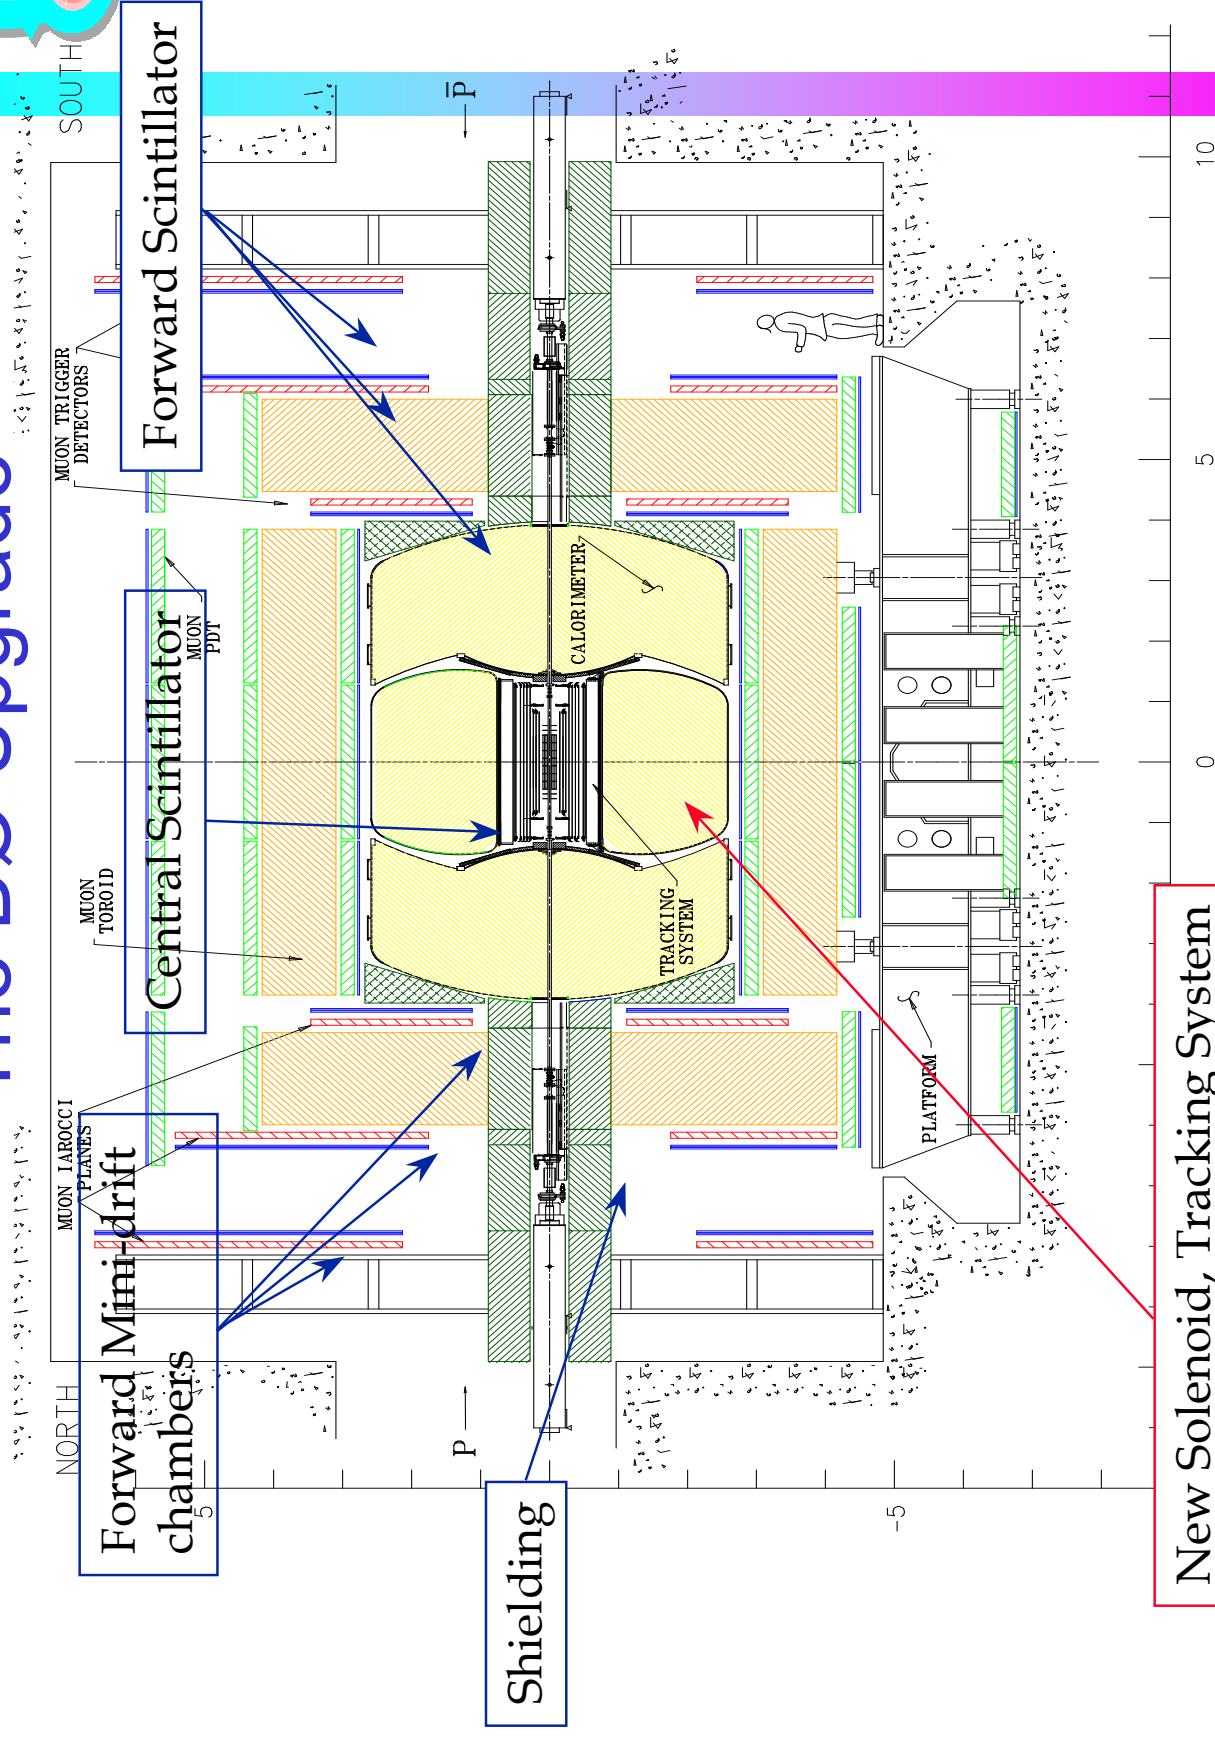 The DØ Upgrade
NORTH
SOUTH
MUON IAROCCI
PLANES
MUON
TOROID
MUON
PDT
MUON TRIGGER
DETECTORS
Forward Mini-drift
chambers
Central Scintillator
Forward Scintillator
5
P
P̅
Shielding
CALORIMETER
TRACKING
SYSTEM
-5
PLATFORM
New Solenoid, Tracking System
0
5
10